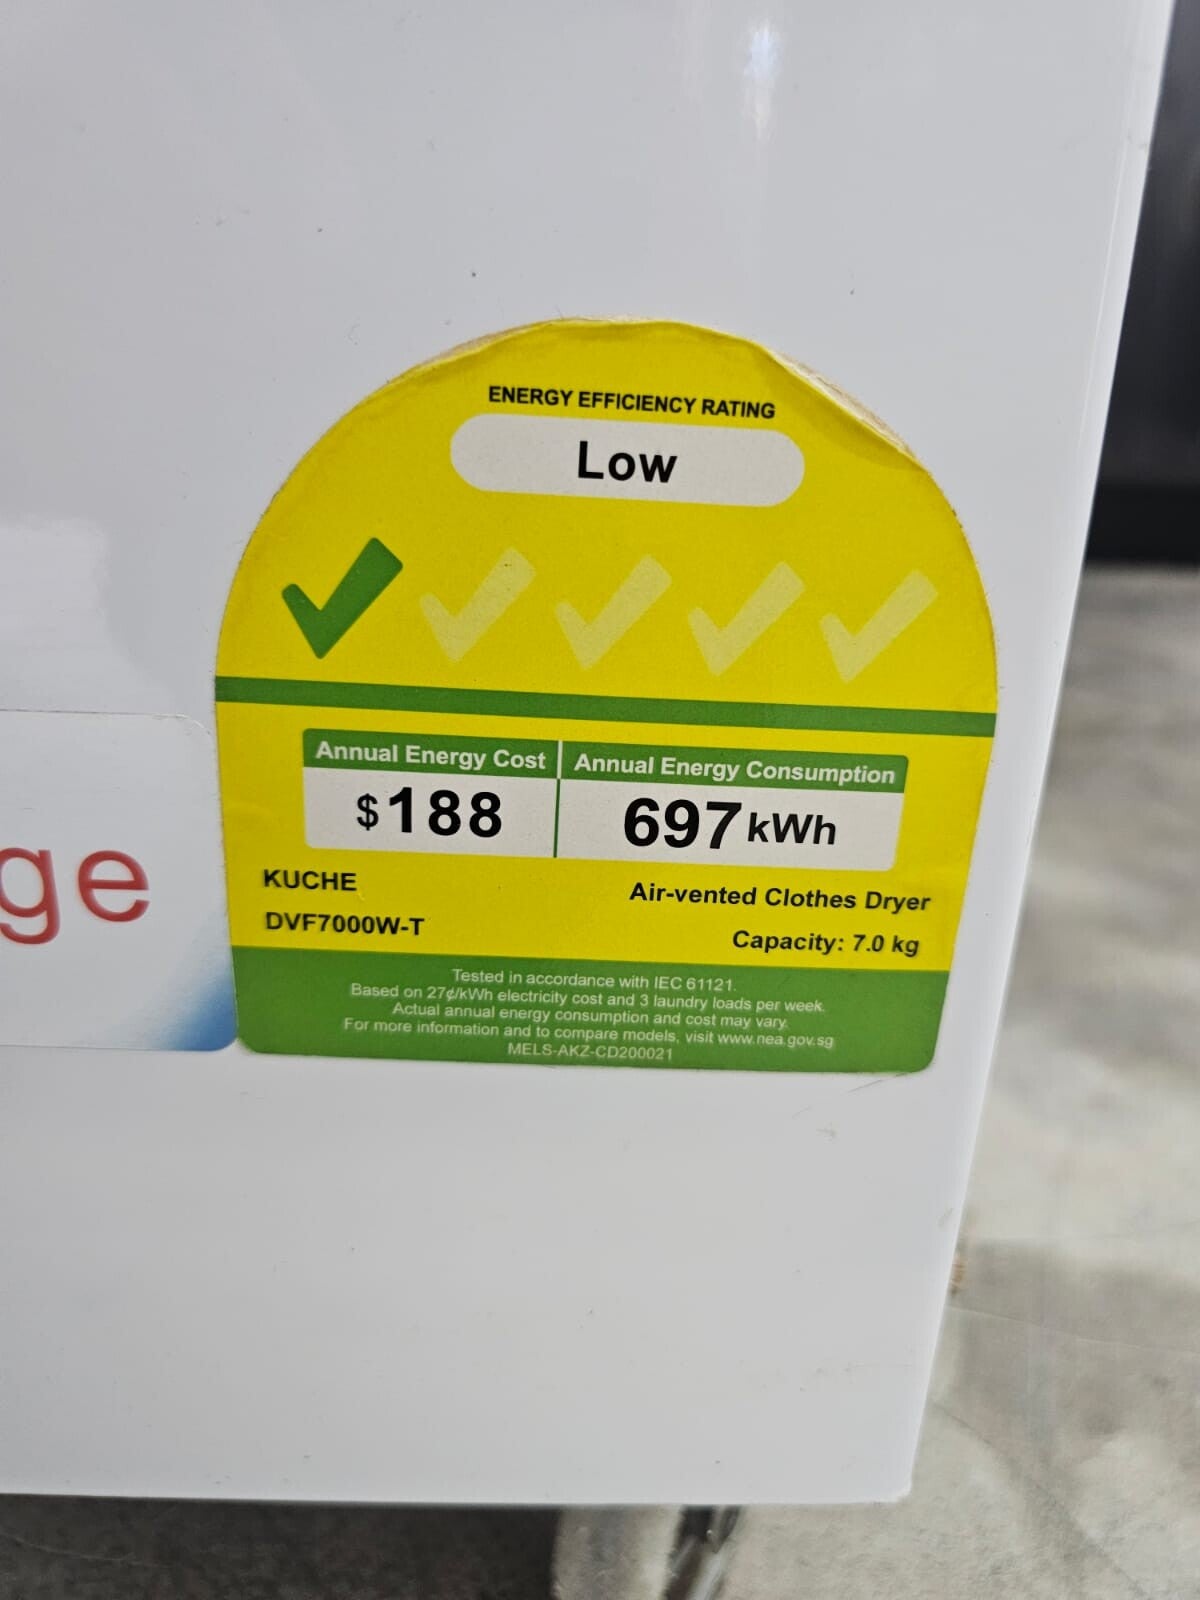 ENERGY EFFICIENCY RATING
Low
Annual Energy Cost
$188
Annual Energy Consumption
697kWh
KUCHE
DVF7000W-T
Air-vented Clothes Dryer
Capacity: 7.0 kg
Tested in accordance with IEC 61121.
Based on 27¢/kWh electricity cost and 3 laundry loads per week.
Actual annual energy consumption and cost may vary.
For more information and to compare models, visit www.nea.gov.sg
MELS-AKZ-CD200021
ge